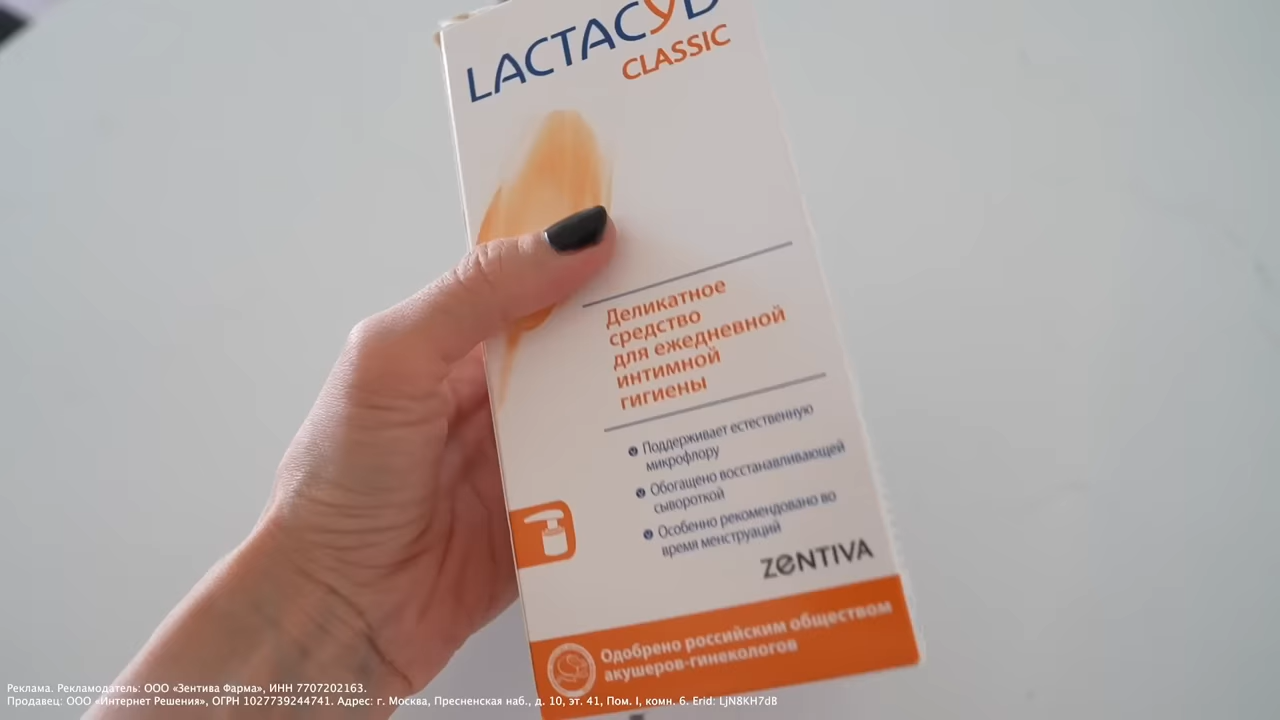 LACTACYD
CLASSIC
Деликатное
средство
для ежедневной
интимной
гигиены
Поддерживает естественную
микрофлору
Обогащено восстанавливающей
сывороткой
Особенно рекомендовано во
время менструаций
ZENTIVA
Одобрено российским обществом
акушеров-гинекологов
Реклама. Рекламодатель: ООО «Зентива Фарма», ИНН 7707202163.
Продавец: ООО «Интернет Решения», ОГРН 1027739244741. Адрес: г. Москва, Пресненская наб., д. 10, эт. 41, Пом. I, комн. 6. Erid: LjN8KH7dB